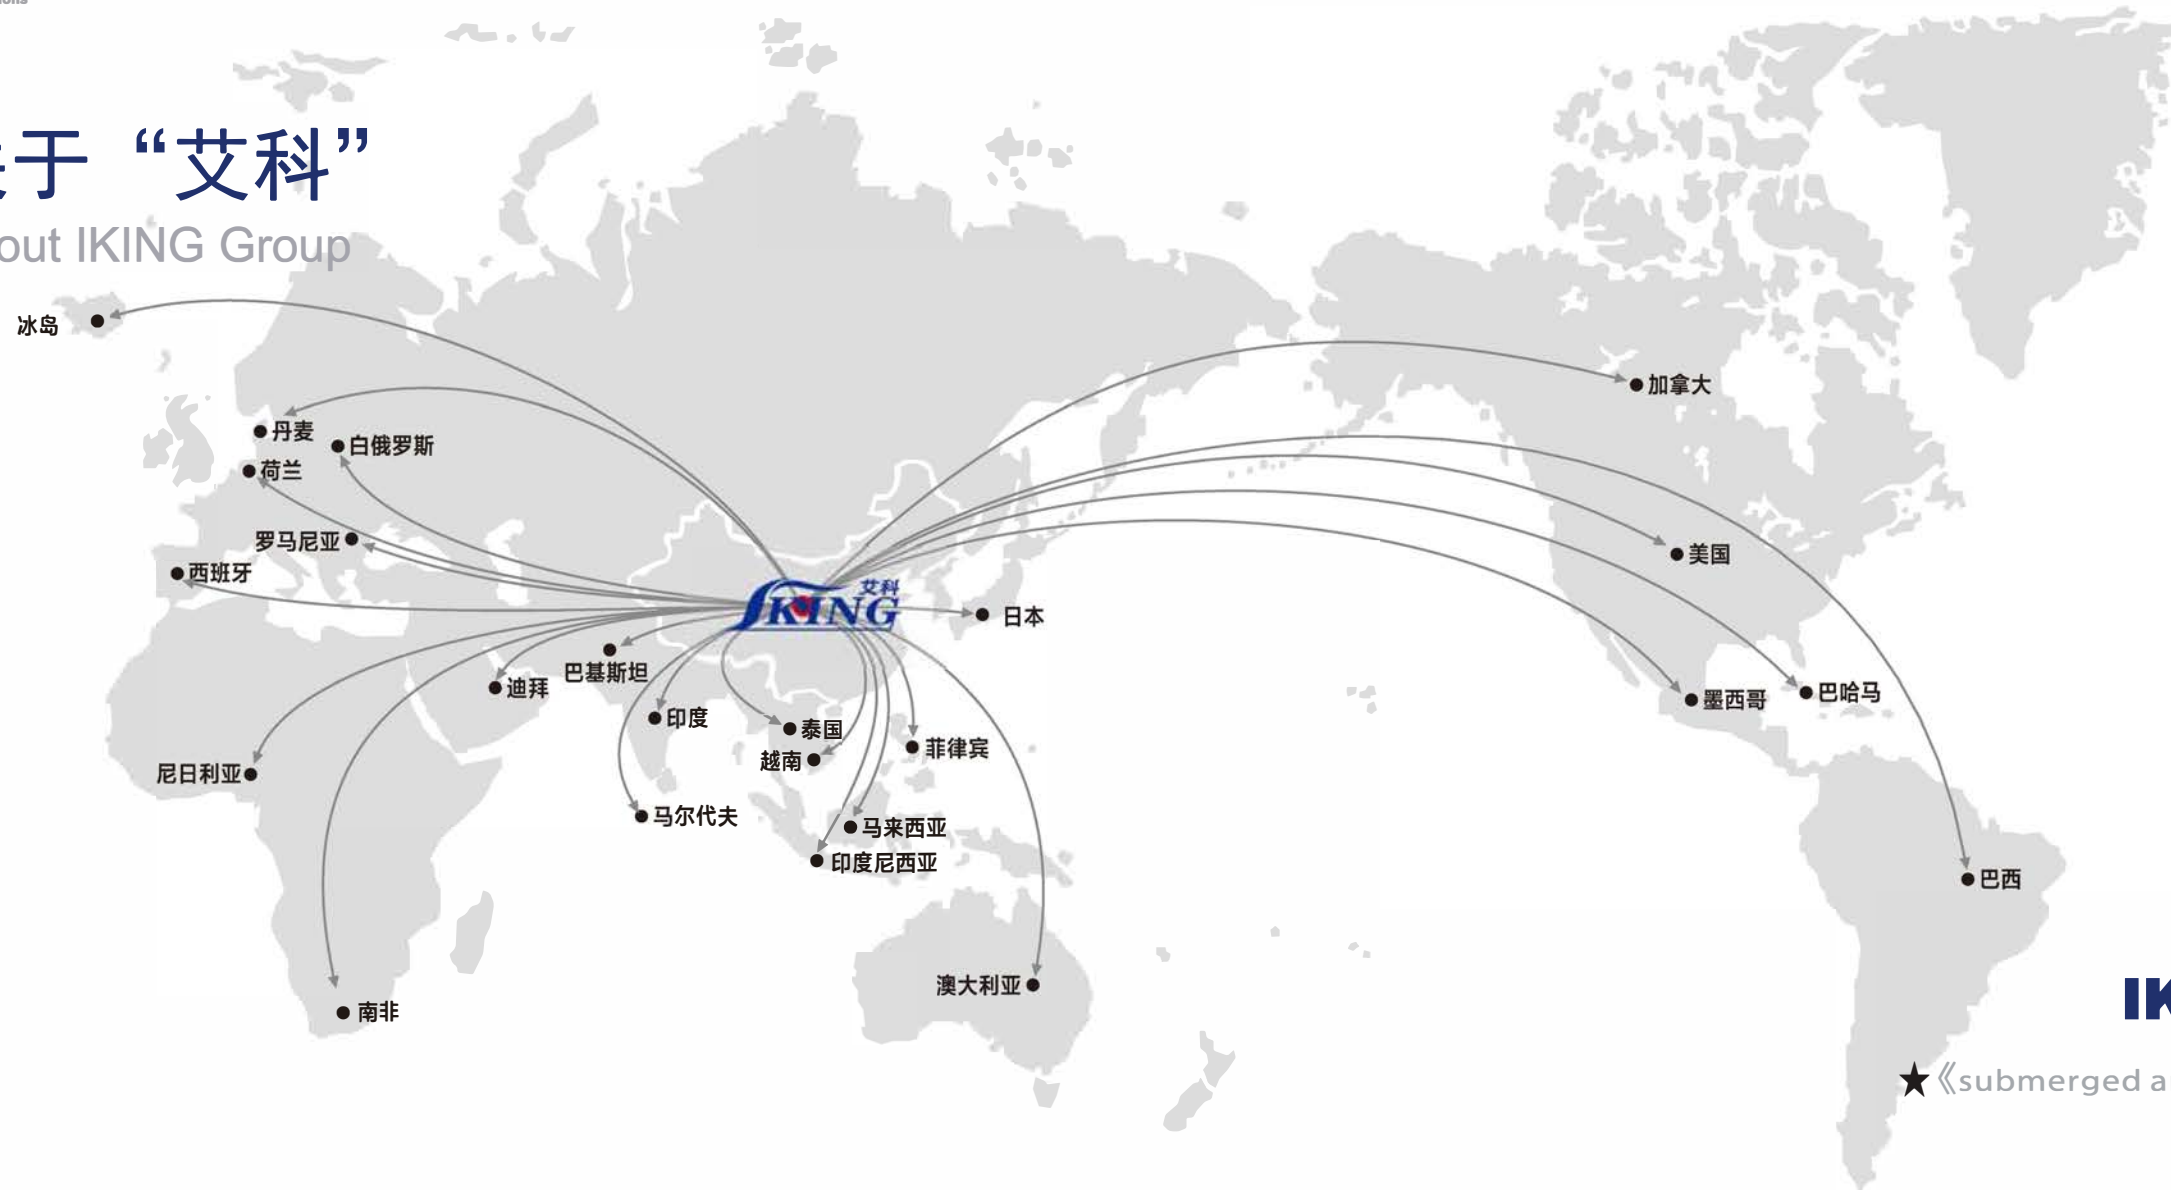 于“艾科”
out IKING Group
冰岛
加拿大
丹麦
白俄罗斯
荷兰
罗马尼亚
美国
西班牙
艾科
IKING
日本
巴基斯坦
迪拜
墨西哥
巴哈马
印度
泰国
菲律宾
越南
尼日利亚
马尔代夫
马来西亚
印度尼西亚
巴西
澳大利亚
IK
南非
★《submerged a